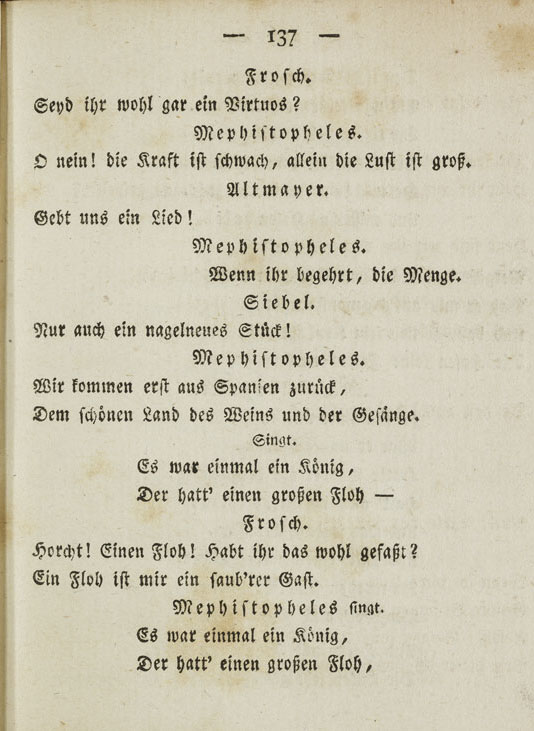 — 137 —
Frosch.
Seyd ihr wohl gar ein Virtuos?
Mephistopheles.
O nein! die Kraft ist schwach, allein die Lust ist groß.
Altmayer.
Gebt uns ein Lied!
Mephistopheles.
Wenn ihr begehrt, die Menge.
Siebel.
Nur auch ein nagelneues Stück!
Mephistopheles.
Wir kommen erst aus Spanien zurück,
Dem schönen Land des Weins und der Gesänge.
Singt.
Es war einmal ein König,
Der hatt' einen großen Floh —
Frosch.
Horcht! Einen Floh! Habt ihr das wohl gefaßt?
Ein Floh ist mir ein saub'rer Gast.
Mephistopheles singt.
Es war einmal ein König,
Der hatt' einen großen Floh,